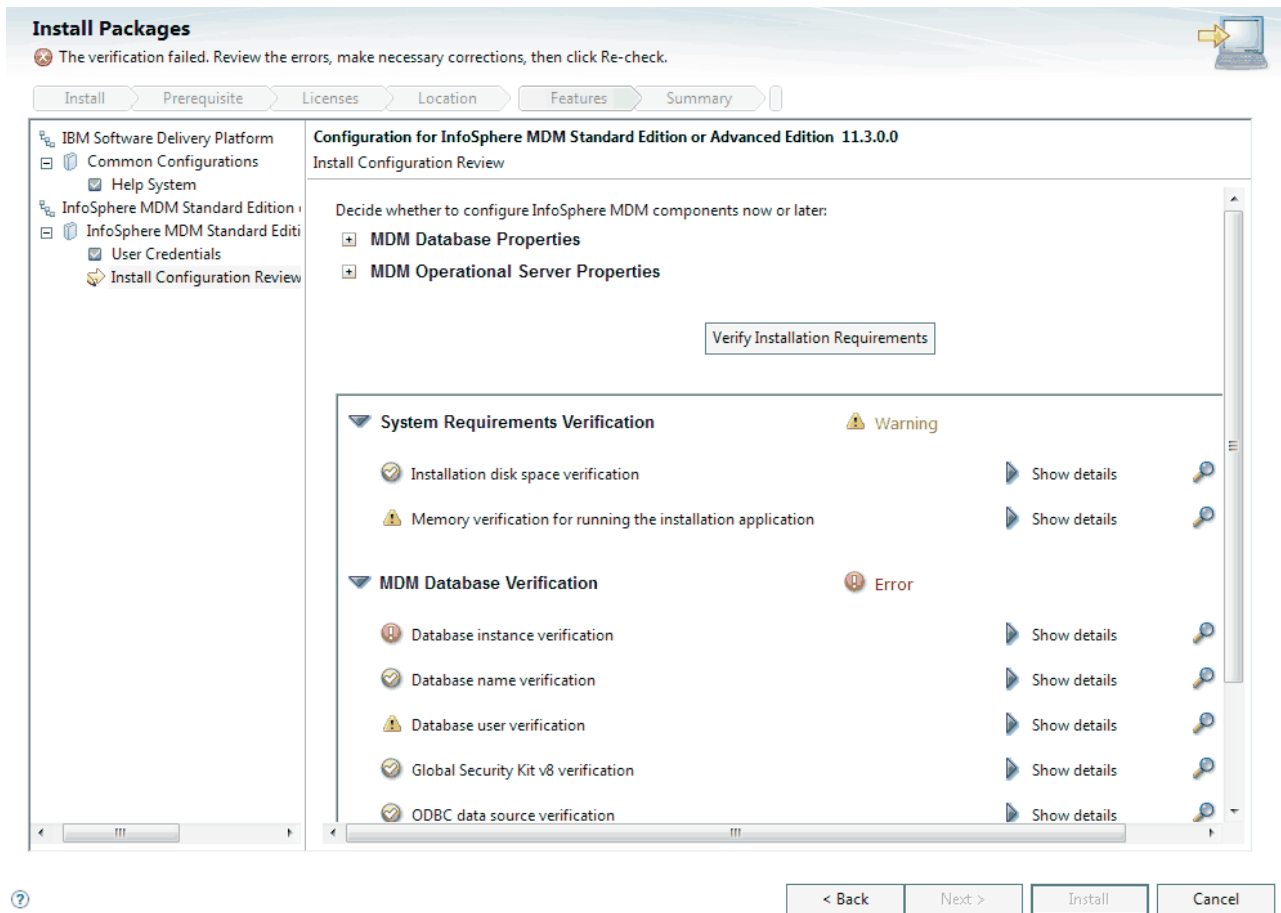 Install Packages
The verification failed. Review the errors, make necessary corrections, then click Re-check.
Install
Prerequisite
Licenses
Location
Features
Summary
IBM Software Delivery Platform
Common Configurations
Help System
InfoSphere MDM Standard Edition
InfoSphere MDM Standard Editi
User Credentials
Install Configuration Review
Configuration for InfoSphere MDM Standard Edition or Advanced Edition 11.3.0.0
Install Configuration Review
Decide whether to configure InfoSphere MDM components now or later:
MDM Database Properties
MDM Operational Server Properties
Verify Installation Requirements
System Requirements Verification Warning
Installation disk space verification Show details
Memory verification for running the installation application Show details
MDM Database Verification Error
Database instance verification Show details
Database name verification Show details
Database user verification Show details
Global Security Kit v8 verification Show details
ODBC data source verification Show details
< Back
Next >
Install
Cancel